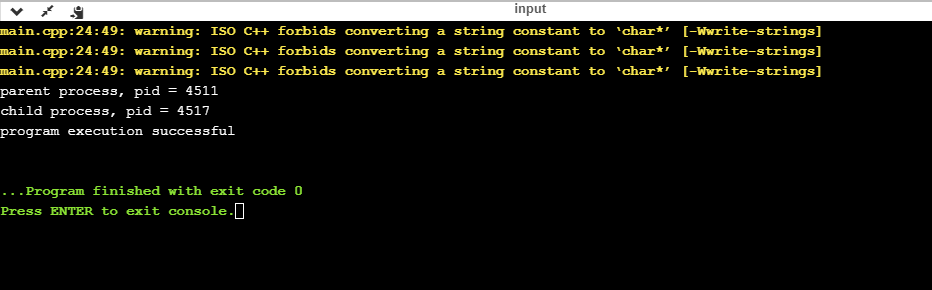 input
main.cpp:24:49: warning: ISO C++ forbids converting a string constant to ‘char*’ [-Wwrite-strings]
main.cpp:24:49: warning: ISO C++ forbids converting a string constant to ‘char*’ [-Wwrite-strings]
main.cpp:24:49: warning: ISO C++ forbids converting a string constant to ‘char*’ [-Wwrite-strings]
parent process, pid = 4511
child process, pid = 4517
program execution successful
...Program finished with exit code 0
Press ENTER to exit console.